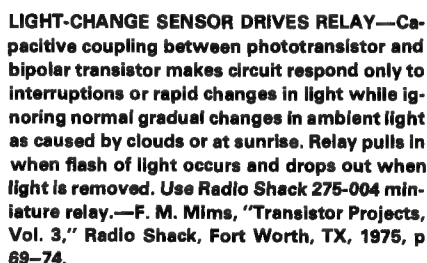 LIGHT-CHANGE SENSOR DRIVES RELAY—Ca-
pacitive coupling between phototransistor and
bipolar transistor makes circuit respond only to
interruptions or rapid changes in light while ig-
noring normal gradual changes in ambient light
as caused by clouds or at sunrise. Relay pulls in
when flash of light occurs and drops out when
light is removed. Use Radio Shack 275-004 min-
iature relay.—F. M. Mims, "Transistor Projects,
Vol. 3," Radio Shack, Fort Worth, TX, 1975, p
69–74.